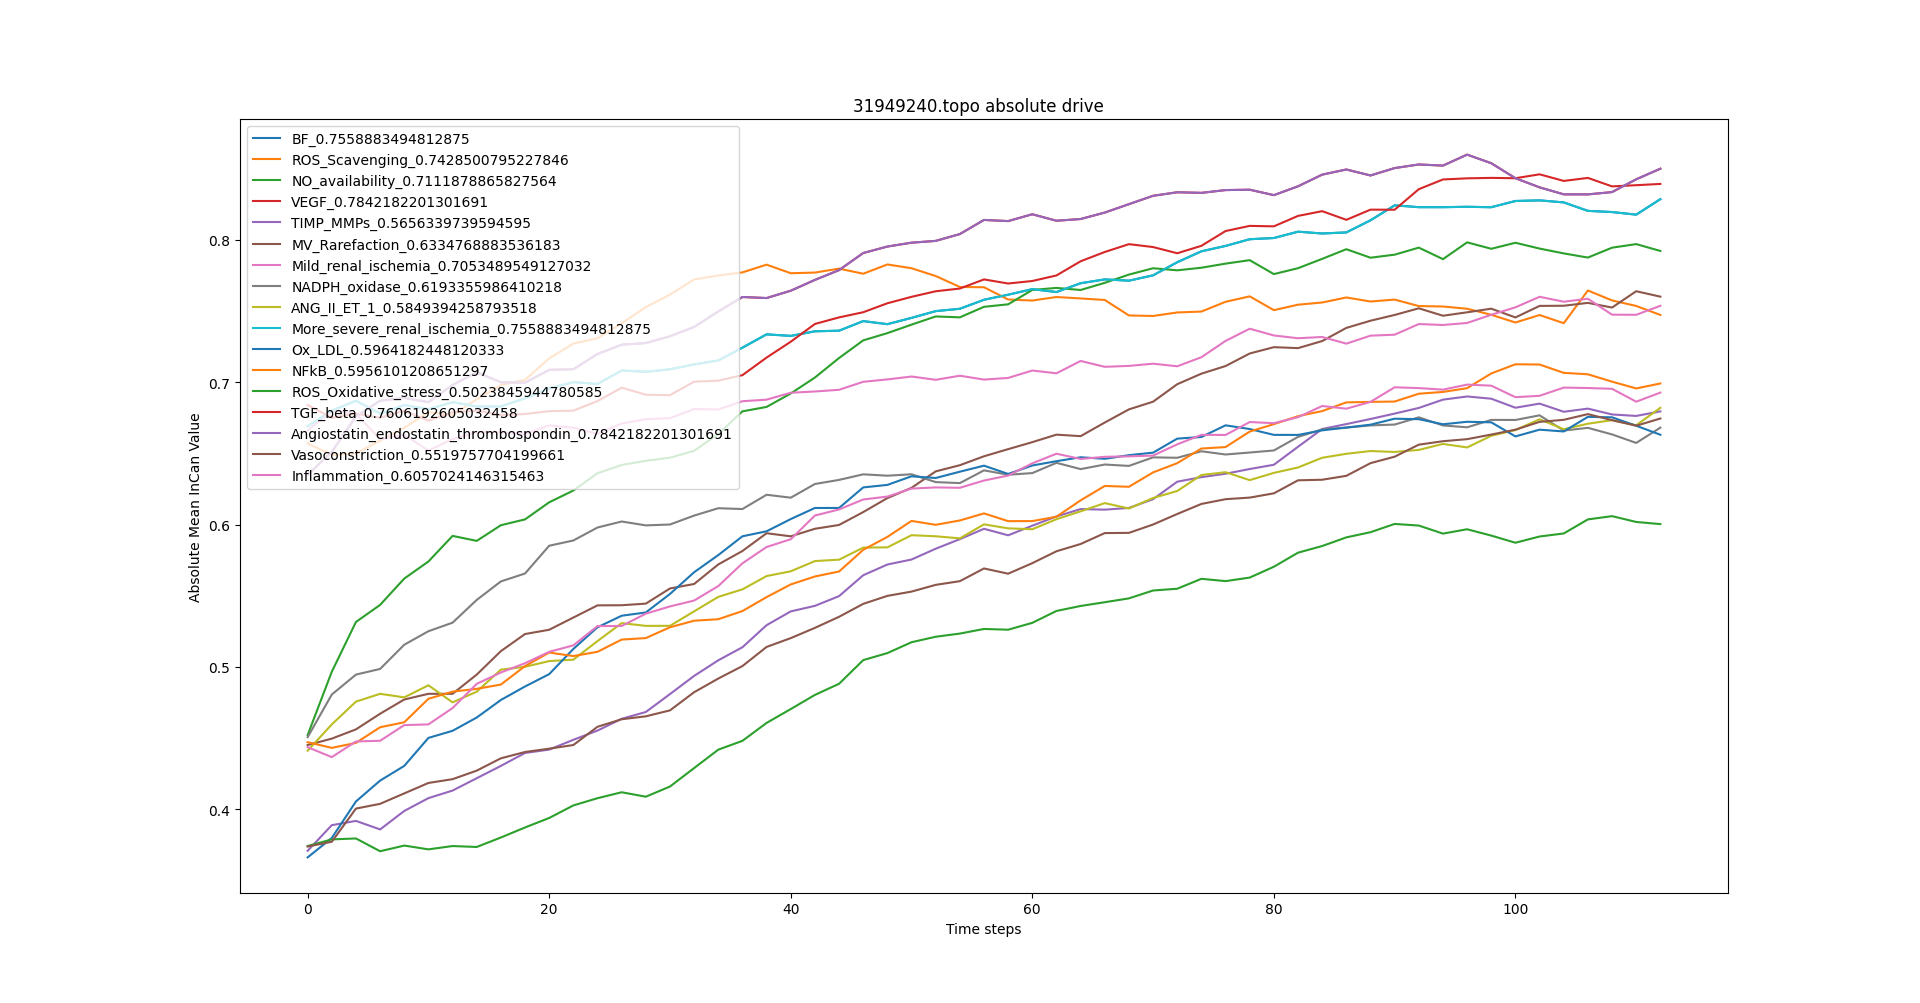 31949240.topo absolute drive
BF_0.7558883494812875
ROS_Scavenging_0.7428500795227846
NO_availability_0.7111878865827564
VEGF_0.7842182201301691
TIMP_MMPs_0.5656339739594595
MV_Rarefaction_0.6334768883536183
Mild_renal_ischemia_0.7053489549127032
NADPH_oxidase_0.6193355986410218
ANG_II_ET_1_0.58493942587935​18
More_severe_renal_ischemia_0.7558883494812875
Ox_LDL_0.5964182448120333
NFkB_0.5956101208651297
ROS_Oxidative_stress_0.5023845944780585
TGF_beta_0.7606192605032458
Angiostatin_endostatin_thrombospondin_0.7842182201301691
Vasoconstriction_0.5519757704199661
Inflammation_0.6057024146315463
Absolute Mean InCan Value
0.8
0.7
0.6
0.5
0.4
0 20 40 60 80 100
Time steps